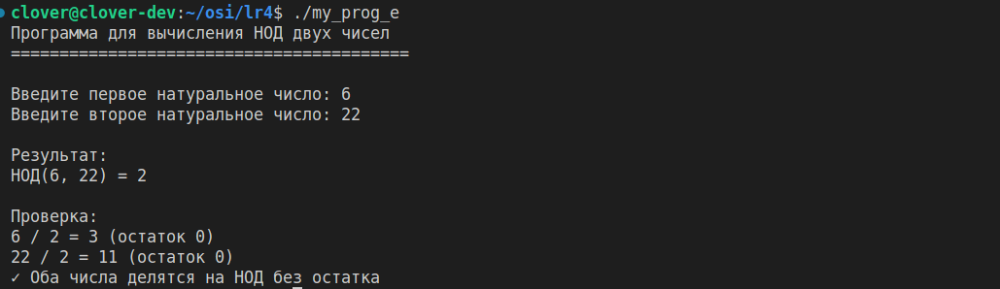 clover@clover-dev:~/osi/lr4$ ./my_prog_e
Программа для вычисления НОД двух чисел
=========================================
Введите первое натуральное число: 6
Введите второе натуральное число: 22
Результат:
НОД(6, 22) = 2
Проверка:
6 / 2 = 3 (остаток 0)
22 / 2 = 11 (остаток 0)
✓ Оба числа делятся на НОД без остатка